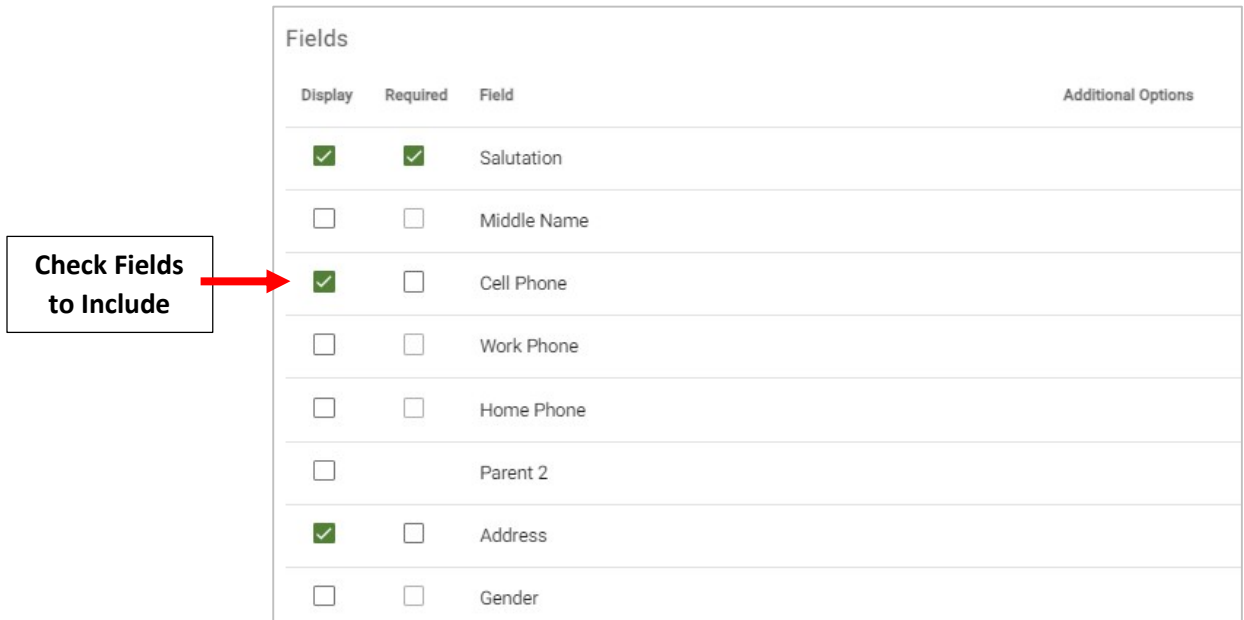 Fields
Display Required Field Additional Options
Salutation
Middle Name
Check Fields
to Include
Cell Phone
Work Phone
Home Phone
Parent 2
Address
Gender